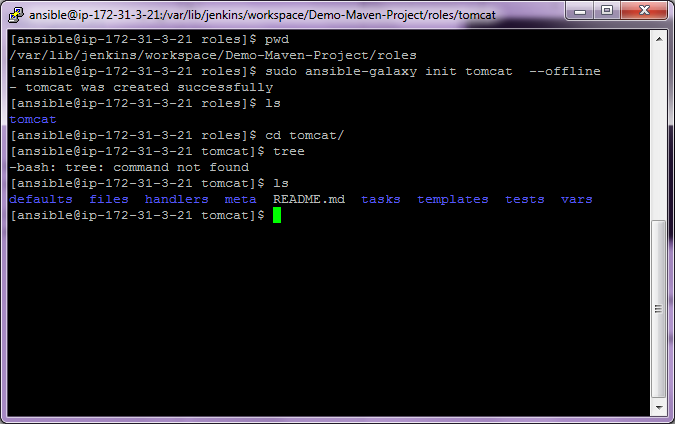 ansible@ip-172-31-3-21:/var/lib/jenkins/workspace/Demo-Maven-Project/roles/tomcat
[ansible@ip-172-31-3-21 roles]$ pwd
/var/lib/jenkins/workspace/Demo-Maven-Project/roles
[ansible@ip-172-31-3-21 roles]$ sudo ansible-galaxy init tomcat  --offline
- tomcat was created successfully
[ansible@ip-172-31-3-21 roles]$ ls
tomcat
[ansible@ip-172-31-3-21 roles]$ cd tomcat/
[ansible@ip-172-31-3-21 tomcat]$ tree
-bash: tree: command not found
[ansible@ip-172-31-3-21 tomcat]$ ls
defaults  files  handlers  meta  README.md  tasks  templates  tests  vars
[ansible@ip-172-31-3-21 tomcat]$